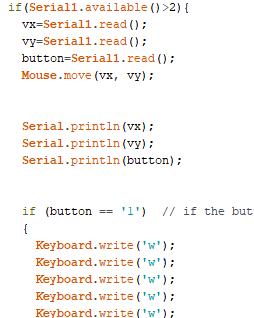 if(Serial1.available()>2){
vx=Serial1.read();
vy=Serial1.read();
button=Serial1.read();
Mouse.move(vx, vy);
Serial.println(vx);
Serial.println(vy);
Serial.println(button);
if (button == '1')  // if the but
{
Keyboard.write('w');
Keyboard.write('w');
Keyboard.write('w');
Keyboard.write('w');
Keyboard.write('w');